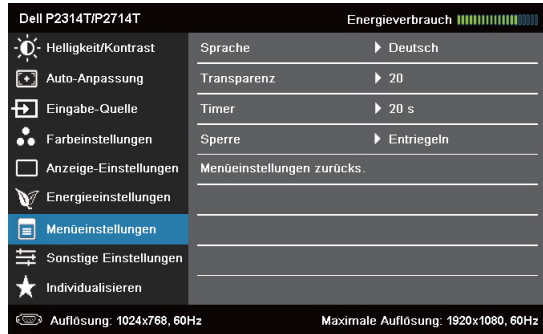 Dell P2314T/P2714T Energieverbrauch
Helligkeit/Kontrast Sprache Deutsch
Auto-Anpassung Transparenz 20
Eingabe-Quelle Timer 20 s
Farbeinstellungen Sperre Entriegeln
Anzeige-Einstellungen Menüeinstellungen zurücks.
Energieeinstellungen
Menüeinstellungen
Sonstige Einstellungen
Individualisieren
Auflösung: 1024x768, 60Hz Maximale Auflösung: 1920x1080, 60Hz